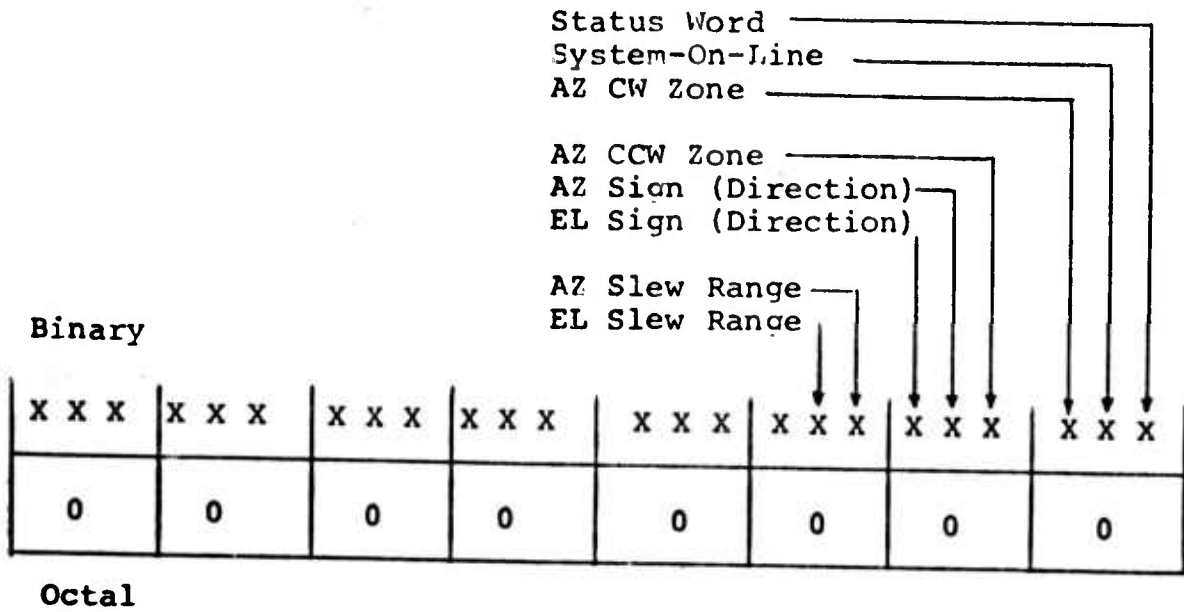 Status Word
System-On-Line
AZ CW Zone
AZ CCW Zone
AZ Sign (Direction)
EL Sign (Direction)
AZ Slew Range
EL Slew Range
Binary
X X X X X X X X X X X X X X X X X X X X X X X X
0 0 0 0 0 0 0 0
Octal